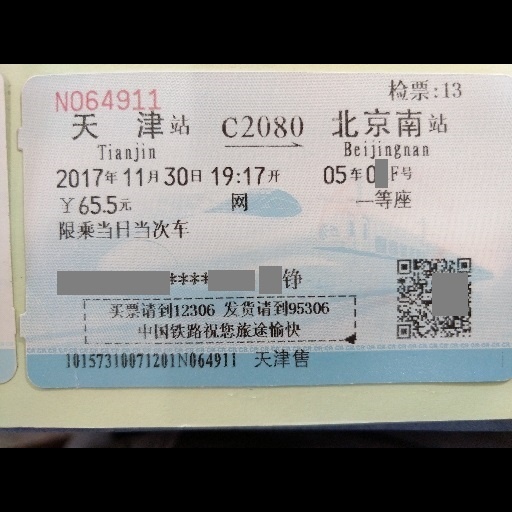 检票:13
N064911
天津站 C2080 北京南站
Tianjin Beijingnan
2017年11月30日 19:17开 05车0 F号
￥65.5元 网 一等座
限乘当日当次车
*** 铮
买票请到12306 发货请到95306
中国铁路祝您旅途愉快
10157310071201N064911 天津售